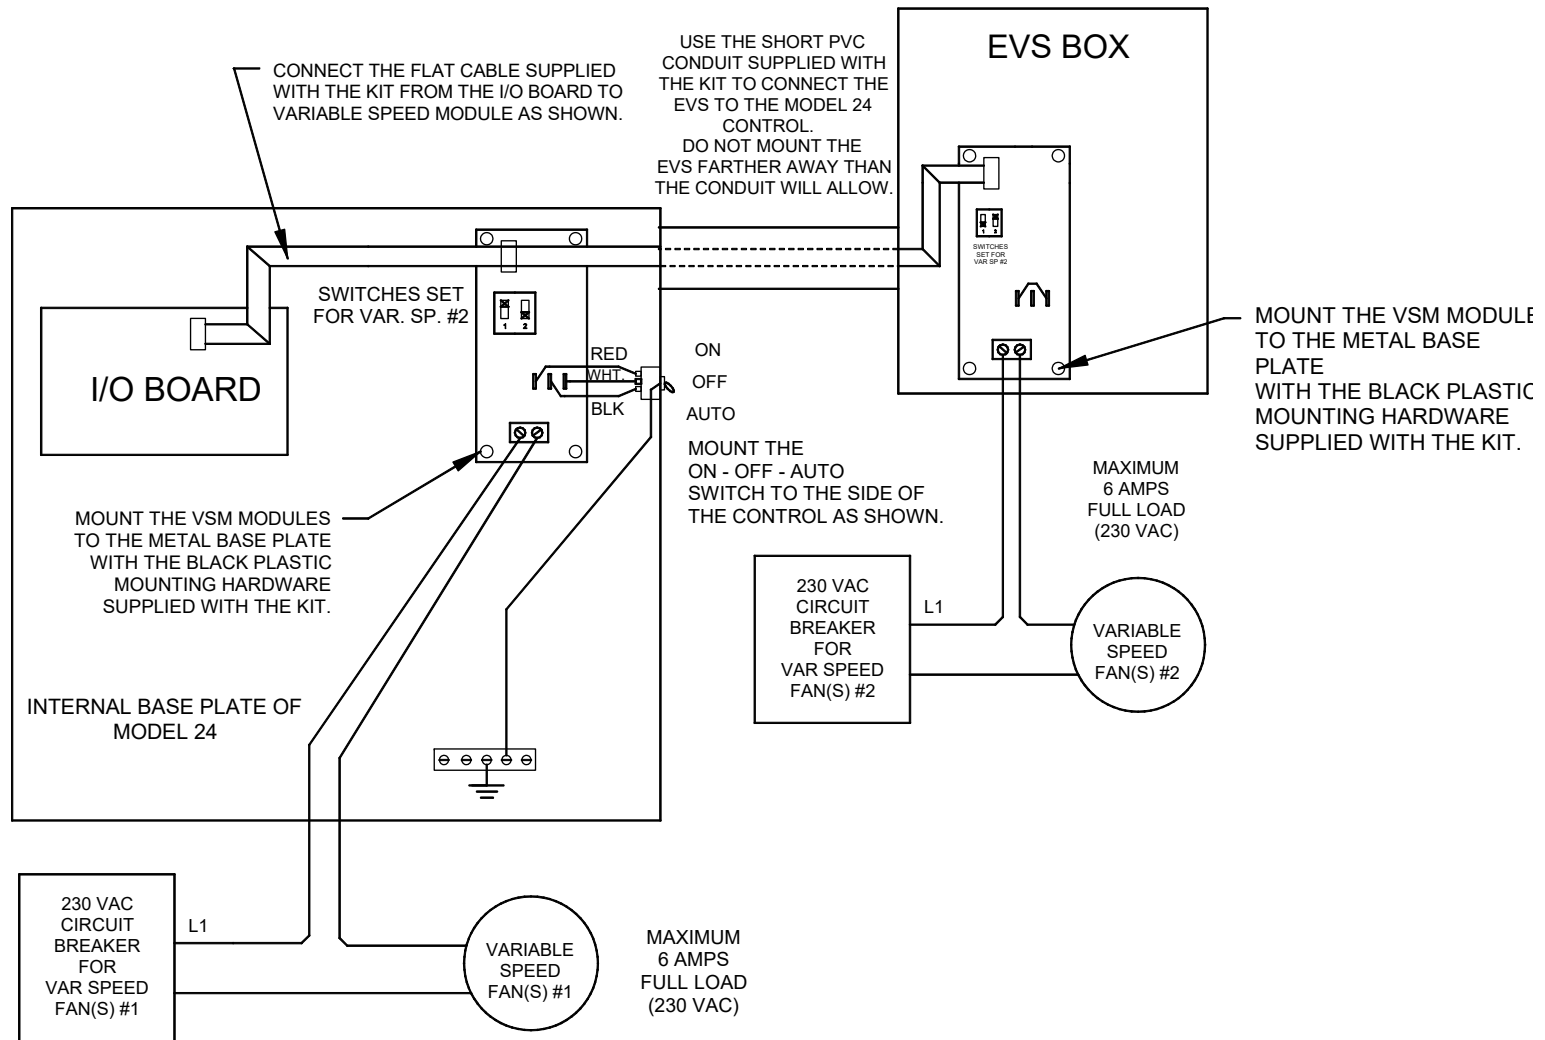 CONNECT THE FLAT CABLE SUPPLIED
WITH THE KIT FROM THE I/O BOARD TO
VARIABLE SPEED MODULE AS SHOWN.
USE THE SHORT PVC
CONDUIT SUPPLIED WITH
THE KIT TO CONNECT THE
EVS TO THE MODEL 24
CONTROL.
DO NOT MOUNT THE
EVS FARTHER AWAY THAN
THE CONDUIT WILL ALLOW.
EVS BOX
SWITCHES
SET FOR
VAR SP #2
1 2
MOUNT THE VSM MODULE
TO THE METAL BASE
PLATE
WITH THE BLACK PLASTIC
MOUNTING HARDWARE
SUPPLIED WITH THE KIT.
SWITCHES SET
FOR VAR. SP. #2
1 2
I/O BOARD
RED
WHT.
BLK
ON
OFF
AUTO
MOUNT THE
ON - OFF - AUTO
SWITCH TO THE SIDE OF
THE CONTROL AS SHOWN.
MAXIMUM
6 AMPS
FULL LOAD
(230 VAC)
MOUNT THE VSM MODULES
TO THE METAL BASE PLATE
WITH THE BLACK PLASTIC
MOUNTING HARDWARE
SUPPLIED WITH THE KIT.
230 VAC
CIRCUIT
BREAKER
FOR
VAR SPEED
FAN(S) #2
L1
VARIABLE
SPEED
FAN(S) #2
INTERNAL BASE PLATE OF
MODEL 24
230 VAC
CIRCUIT
BREAKER
FOR
VAR SPEED
FAN(S) #1
L1
VARIABLE
SPEED
FAN(S) #1
MAXIMUM
6 AMPS
FULL LOAD
(230 VAC)